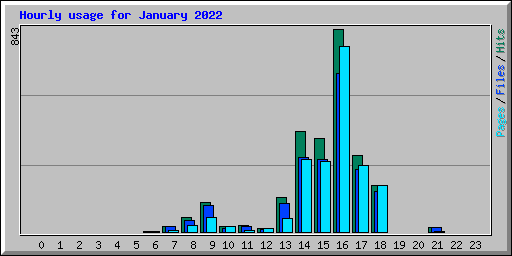 Hourly usage for January 2022
843
Pages/Files/Hits
0 1 2 3 4 5 6 7 8 9 10 11 12 13 14 15 16 17 18 19 20 21 22 23